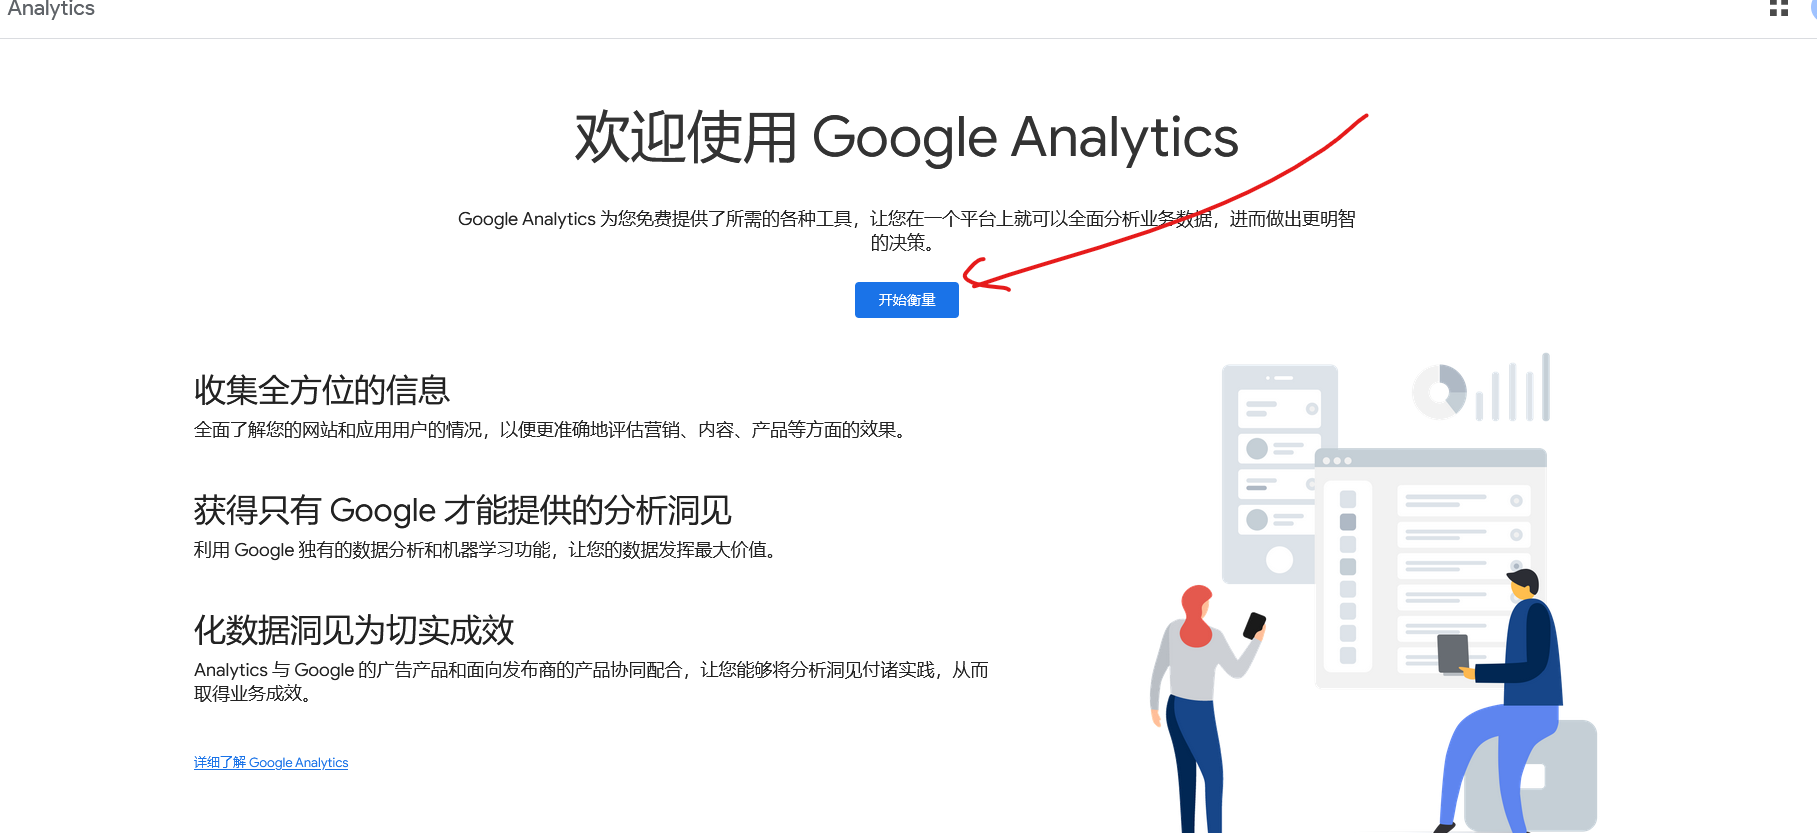 Analytics
欢迎使用 Google Analytics
Google Analytics 为您免费提供了所需的各种工具，让您在一个平台上就可以全面分析业务数据，进而做出更明智
的决策。
开始衡量
收集全方位的信息
全面了解您的网站和应用用户的情况，以便更准确地评估营销、内容、产品等方面的效果。
获得只有 Google 才能提供的分析洞见
利用 Google 独有的数据分析和机器学习功能，让您的数据发挥最大价值。
化数据洞见为切实成效
Analytics 与 Google 的广告产品和面向发布商的产品协同配合，让您能够将分析洞见付诸实践，从而
取得业务成效。
详细了解 Google Analytics